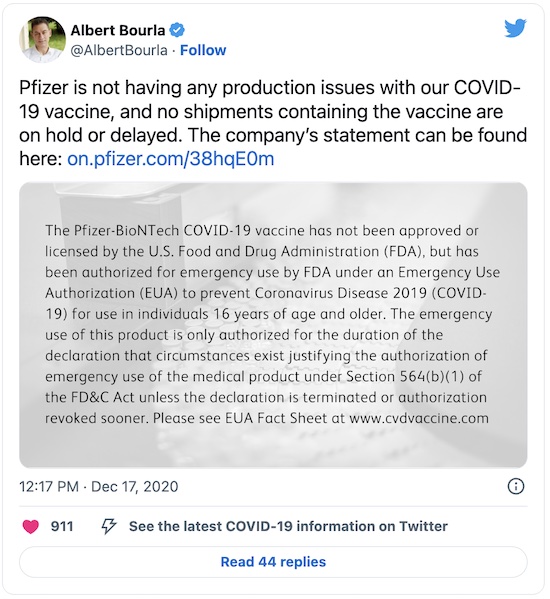 Albert Bourla
@AlbertBourla · Follow
Pfizer is not having any production issues with our COVID-
19 vaccine, and no shipments containing the vaccine are
on hold or delayed. The company’s statement can be found
here: on.pfizer.com/38hqE0m
The Pfizer-BioNTech COVID-19 vaccine has not been approved or
licensed by the U.S. Food and Drug Administration (FDA), but has
been authorized for emergency use by FDA under an Emergency Use
Authorization (EUA) to prevent Coronavirus Disease 2019 (COVID-
19) for use in individuals 16 years of age and older. The emergency
use of this product is only authorized for the duration of the
declaration that circumstances exist justifying the authorization of
emergency use of the medical product under Section 564(b)(1) of
the FD&C Act unless the declaration is terminated or authorization
revoked sooner. Please see EUA Fact Sheet at www.cvdvaccine.com
12:17 PM · Dec 17, 2020
911 See the latest COVID-19 information on Twitter
Read 44 replies